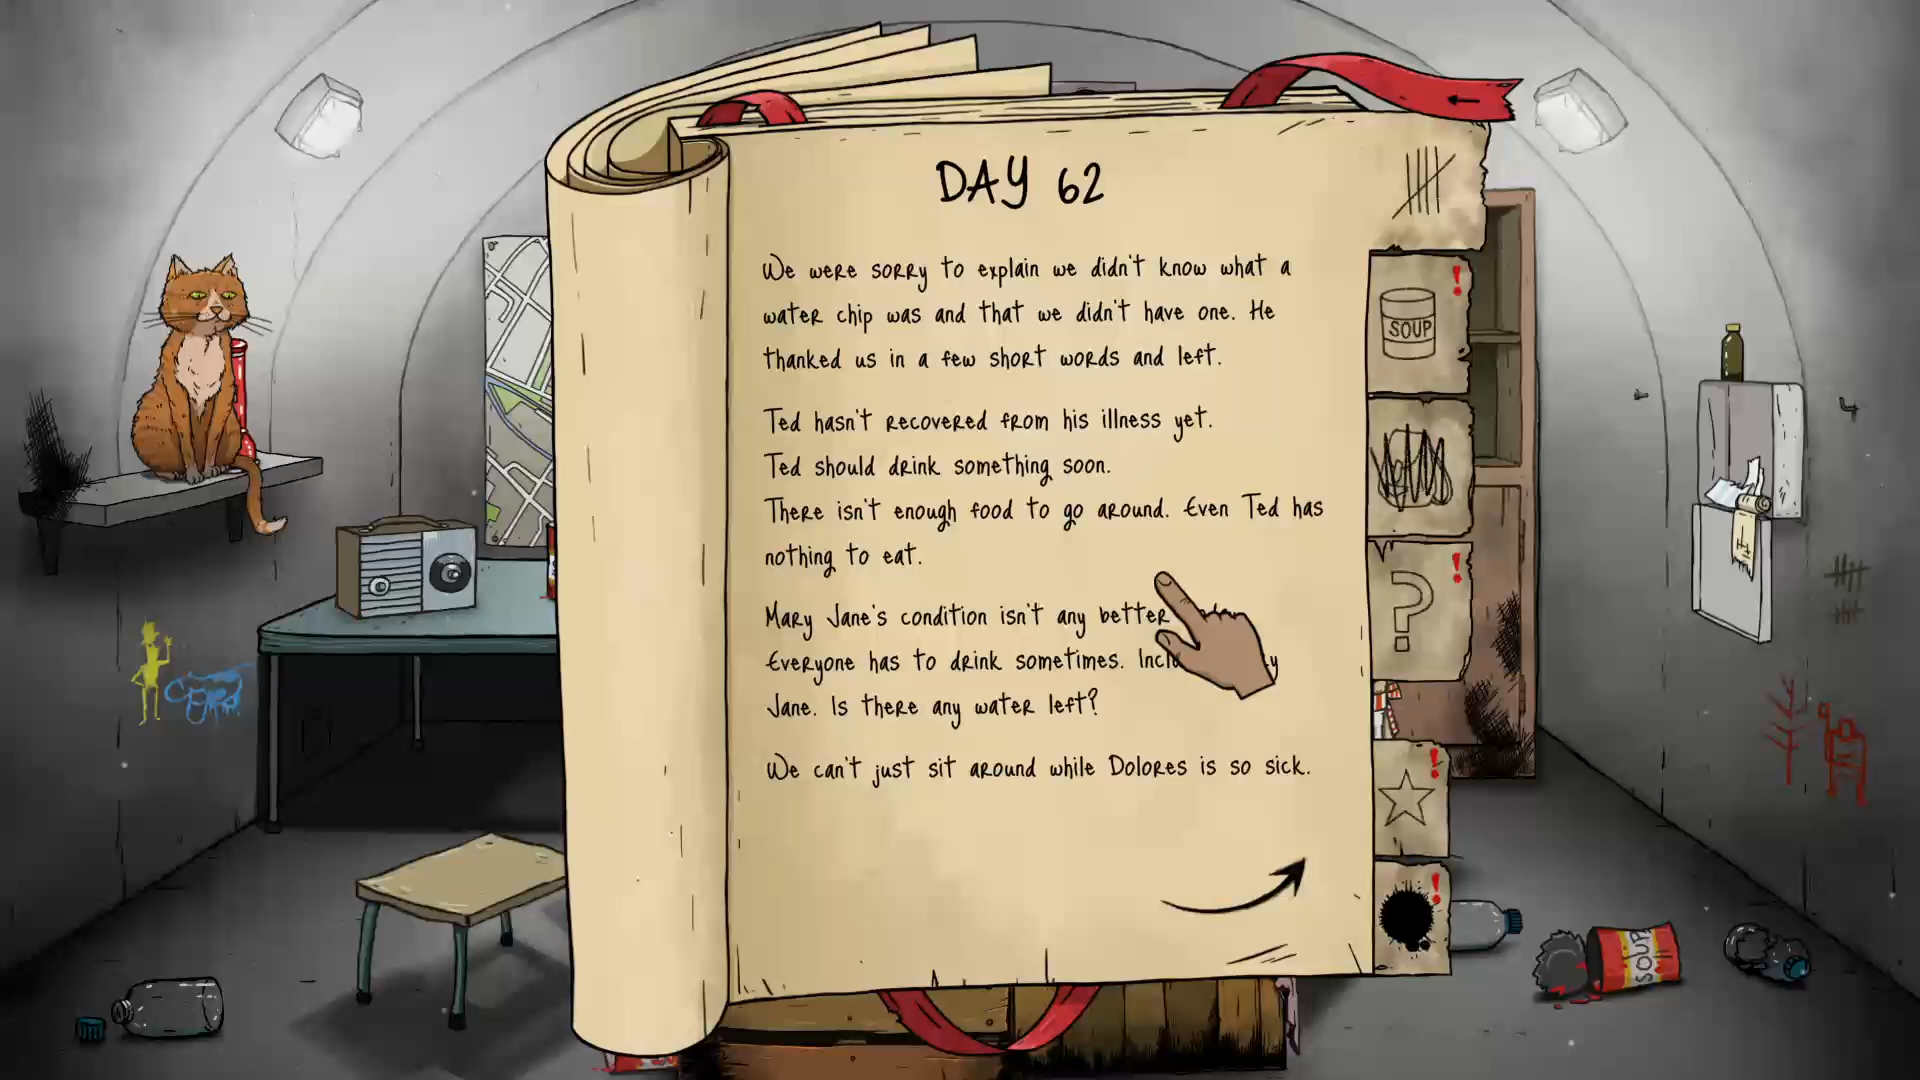 DAY 62
We were sorry to explain we didn't know what a
water chip was and that we didn't have one. He
thanked us in a few short words and left.
Ted hasn't recovered from his illness yet.
Ted should drink something soon.
There isn't enough food to go around. Even Ted has
nothing to eat.
Mary Jane's condition isn't any better
Everyone has to drink sometimes.
Jane. Is there any water left?
We can't just sit around while Dolores is so sick.
SOUP
!
!
?
!
!
SOUP